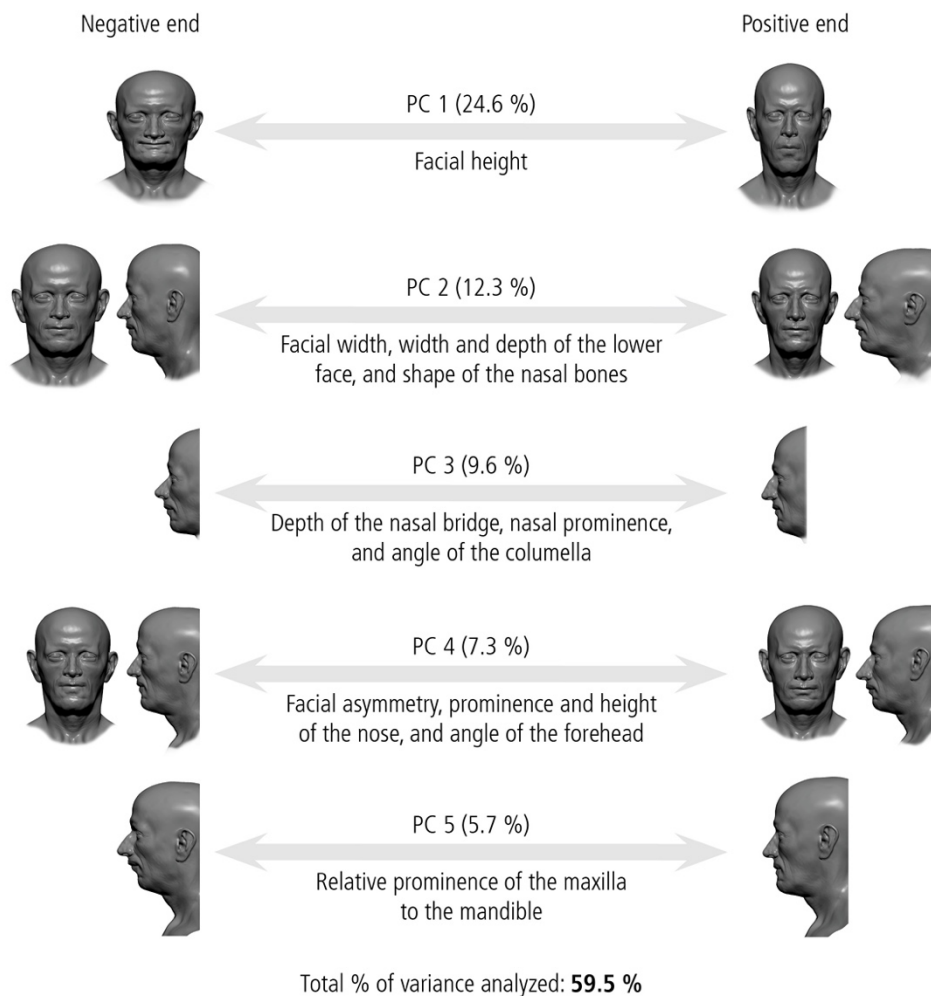 Negative end
Positive end
PC 1 (24.6 %)
Facial height
PC 2 (12.3 %)
Facial width, width and depth of the lower
face, and shape of the nasal bones
PC 3 (9.6 %)
Depth of the nasal bridge, nasal prominence,
and angle of the columella
PC 4 (7.3 %)
Facial asymmetry, prominence and height
of the nose, and angle of the forehead
PC 5 (5.7 %)
Relative prominence of the maxilla
to the mandible
Total % of variance analyzed: 59.5 %